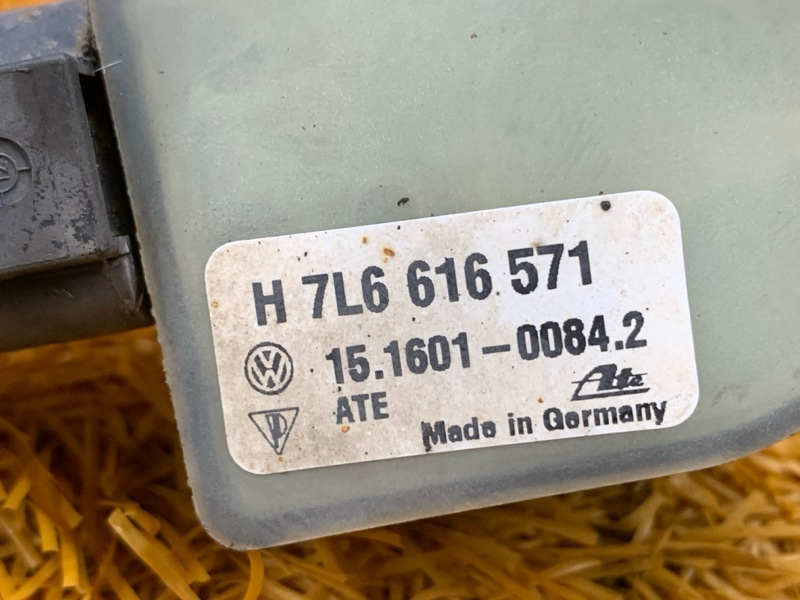 H 7L6 616 571
15.1601-0084.2
ATE
Ate
Made in Germany